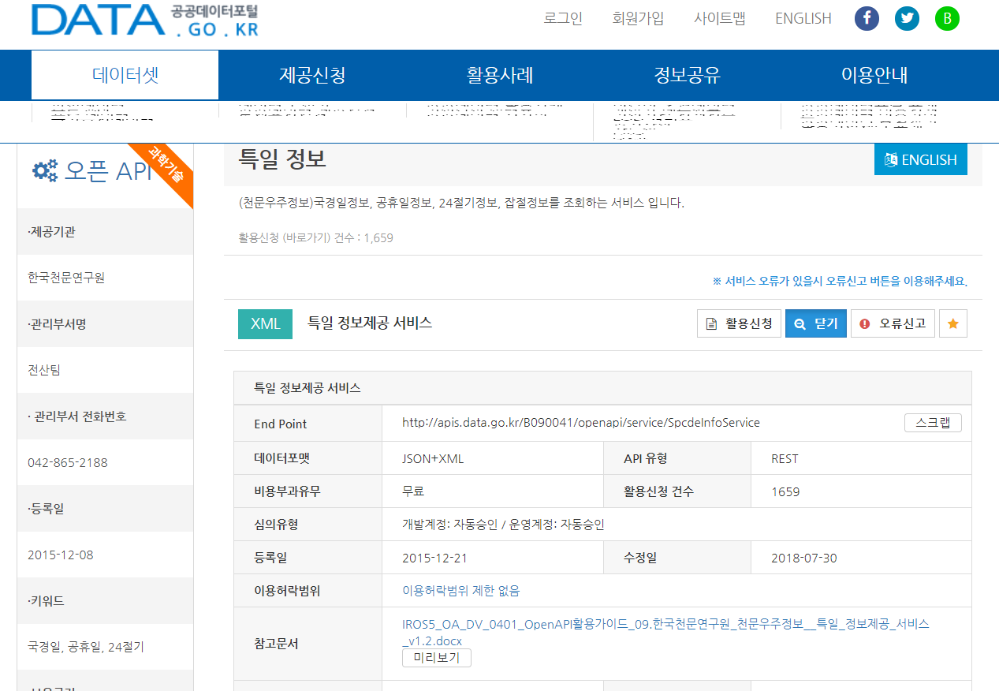 DATA 공공데이터포털
.GO.KR
로그인 회원가입 사이트맵 ENGLISH f B
데이터셋 제공신청 활용사례 정보공유 이용안내
오픈 API
과학기술
·제공기관
한국천문연구원
·관리부서명
전산팀
· 관리부서 전화번호
042-865-2188
·등록일
2015-12-08
·키워드
국경일, 공휴일, 24절기
특일 정보
ENGLISH
(천문우주정보)국경일정보, 공휴일정보, 24절기정보, 잡절정보를 조회하는 서비스 입니다.
활용신청 (바로가기) 건수 : 1,659
※ 서비스 오류가 있을시 오류신고 버튼을 이용해주세요.
XML 특일 정보제공 서비스 활용신청 닫기 오류신고
특일 정보제공 서비스
End Point http://apis.data.go.kr/B090041/openapi/service/SpcdeInfoService 스크랩
데이터포맷 JSON+XML API 유형 REST
비용부과유무 무료 활용신청 건수 1659
심의유형 개발계정: 자동승인 / 운영계정: 자동승인
등록일 2015-12-21 수정일 2018-07-30
이용허락범위 이용허락범위 제한 없음
참고문서 IROS5_OA_DV_0401_OpenAPI활용가이드_09.한국천문연구원_천문우주정보__특일_정보제공_서비스
_v1.2.docx
미리보기